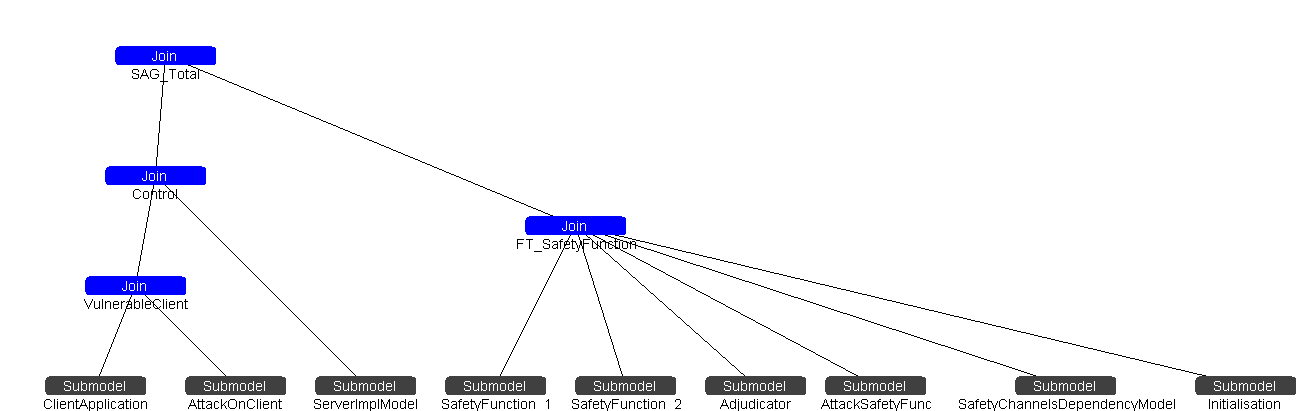 Join
SAG_Total
Join
Control
Join
FT_SafetyFunction
Join
VulnerableClient
Submodel
ClientApplication
Submodel
AttackOnClient
Submodel
ServerImplModel
Submodel
SafetyFunction_1
Submodel
SafetyFunction_2
Submodel
Adjudicator
Submodel
AttackSafetyFunc
Submodel
SafetyChannelsDependencyModel
Submodel
Initialisation